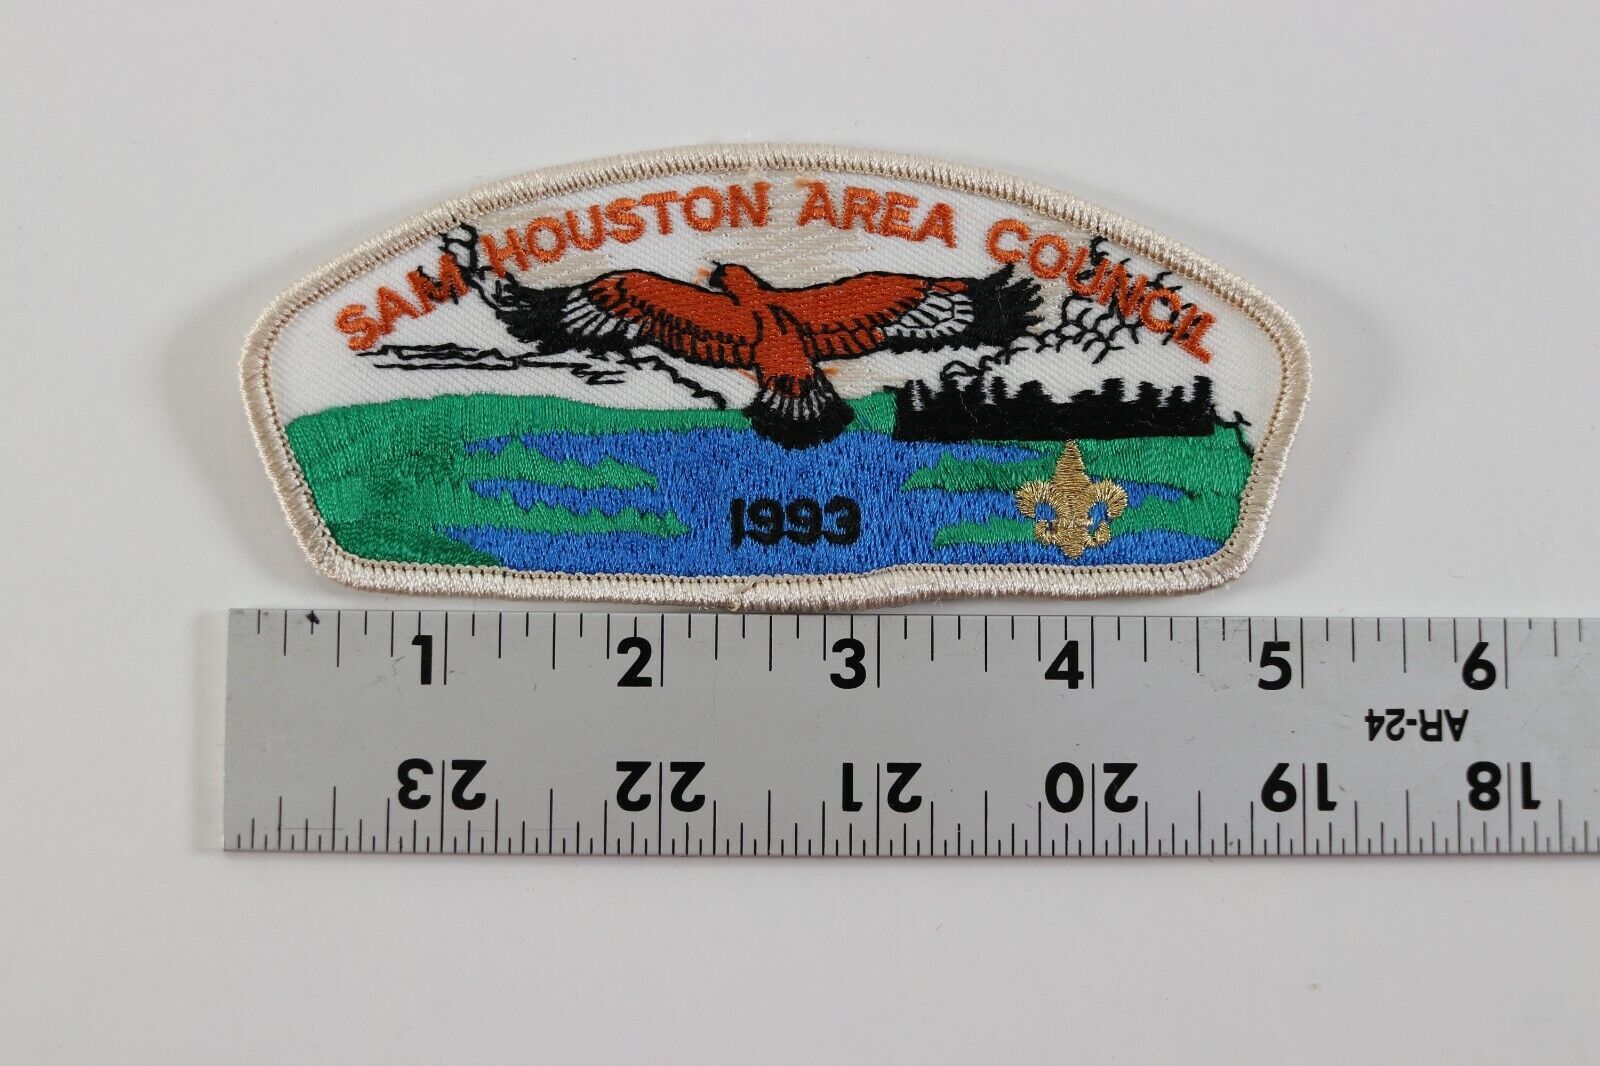 SAM HOUSTON AREA COUNCIL
1993
1 2 3 4 5 6
AR-24
23 22 21 20 19 18